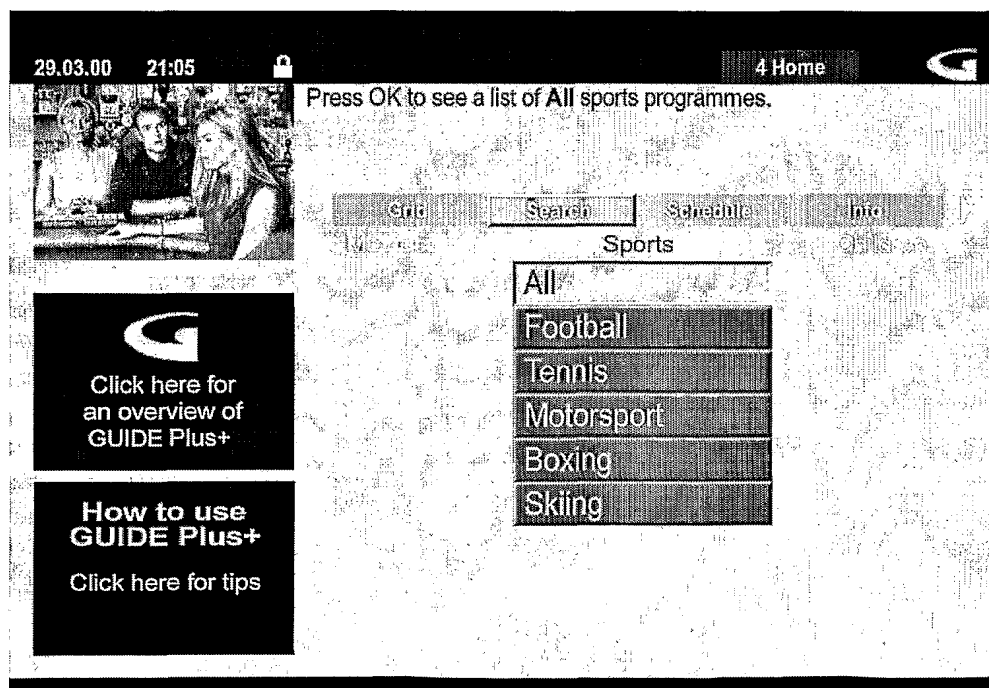 29.03.00 21:05 4 Home
Press OK to see a list of All sports programmes.
Grid Search Schedule Info
Sports
All
Football
Tennis
Motorsport
Boxing
Skiing
Click here for
an overview of
GUIDE Plus+
How to use
GUIDE Plus+
Click here for tips